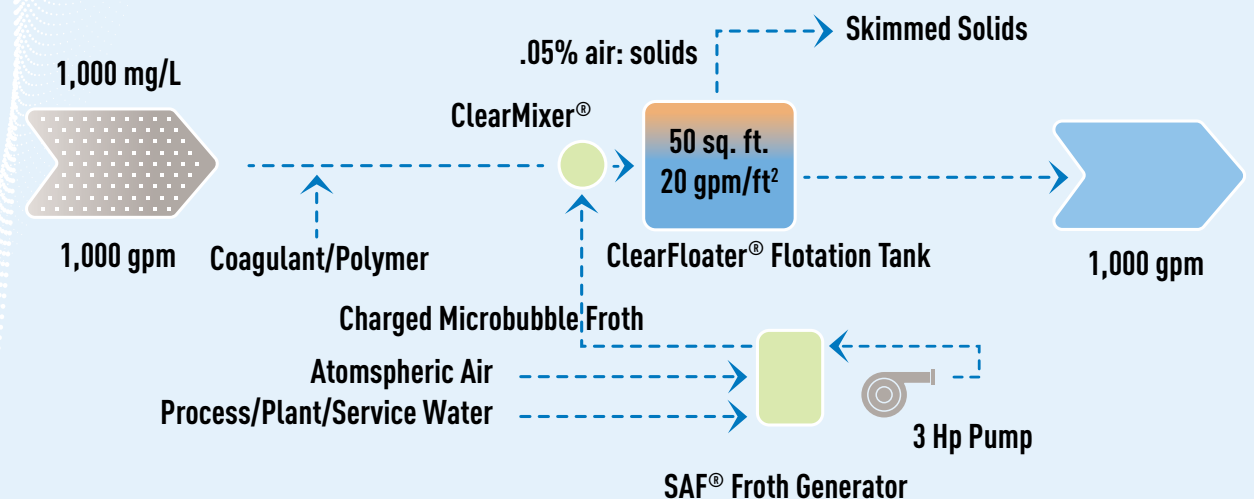 Skimmed Solids
.05% air: solids
1,000 mg/L
ClearMixer®
50 sq. ft.
20 gpm/ft²
1,000 gpm
Coagulant/Polymer
ClearFloater® Flotation Tank
1,000 gpm
Charged Microbubble Froth
Atomspheric Air
Process/Plant/Service Water
3 Hp Pump
SAF® Froth Generator